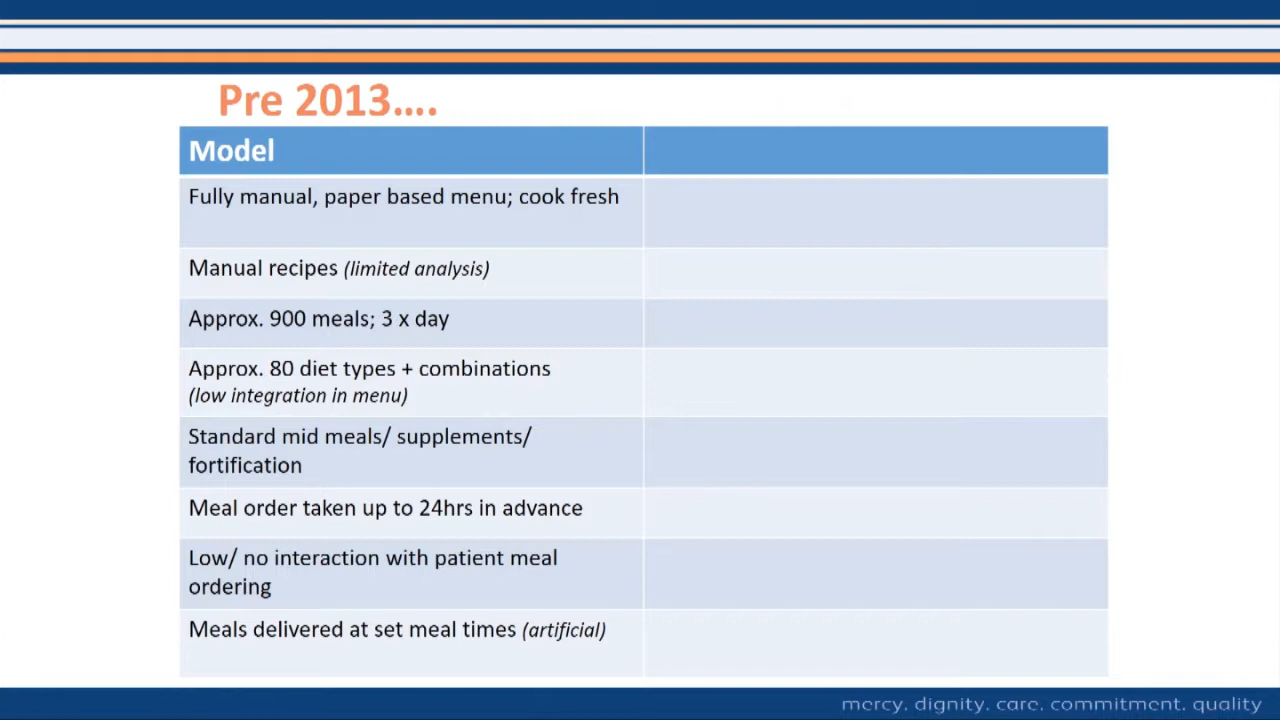 Pre 2013….
Model
Fully manual, paper based menu; cook fresh
Manual recipes (limited analysis)
Approx. 900 meals; 3 x day
Approx. 80 diet types + combinations
(low integration in menu)
Standard mid meals/ supplements/
fortification
Meal order taken up to 24hrs in advance
Low/ no interaction with patient meal
ordering
Meals delivered at set meal times (artificial)
mercy. dignity. care. commitment. quality